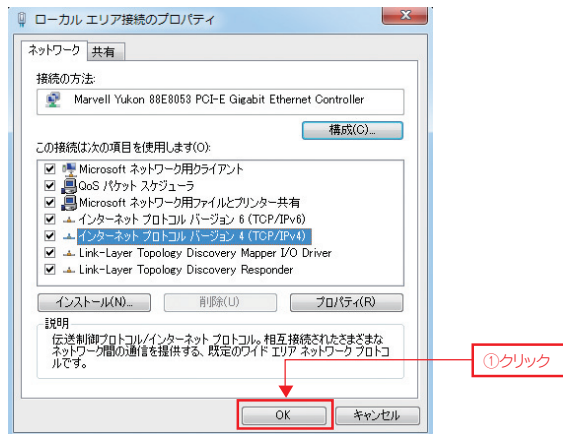 ローカル エリア接続のプロパティ
ネットワーク 共有
接続の方法:
Marvell Yukon 88E8053 PCI-E Gigabit Ethernet Controller
構成(C)...
この接続は次の項目を使用します(O):
Microsoft ネットワーク用クライアント
QoS パケット スケジューラ
Microsoft ネットワーク用ファイルとプリンター共有
インターネット プロトコル バージョン 6 (TCP/IPv6)
インターネット プロトコル バージョン 4 (TCP/IPv4)
Link-Layer Topology Discovery Mapper I/O Driver
Link-Layer Topology Discovery Responder
インストール(N)... 削除(U) プロパティ(R)
説明
伝送制御プロトコル/インターネット プロトコル。相互接続されたさまざまな
ネットワーク間の通信を提供する、既定のワイド エリア ネットワーク プロトコ
ルです。
①クリック
OK キャンセル